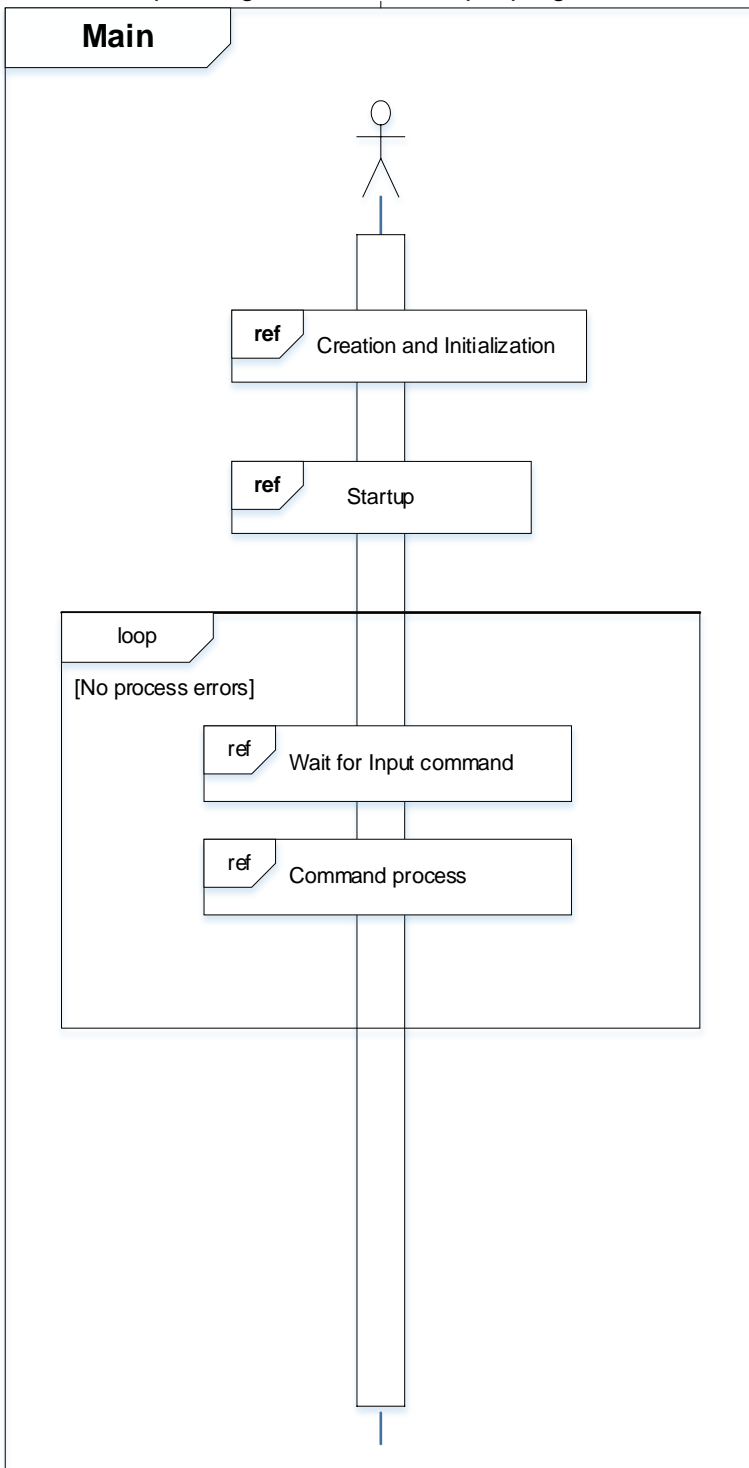 Main
ref
Creation and Initialization
ref
Startup
loop
[No process errors]
ref
Wait for Input command
ref
Command process